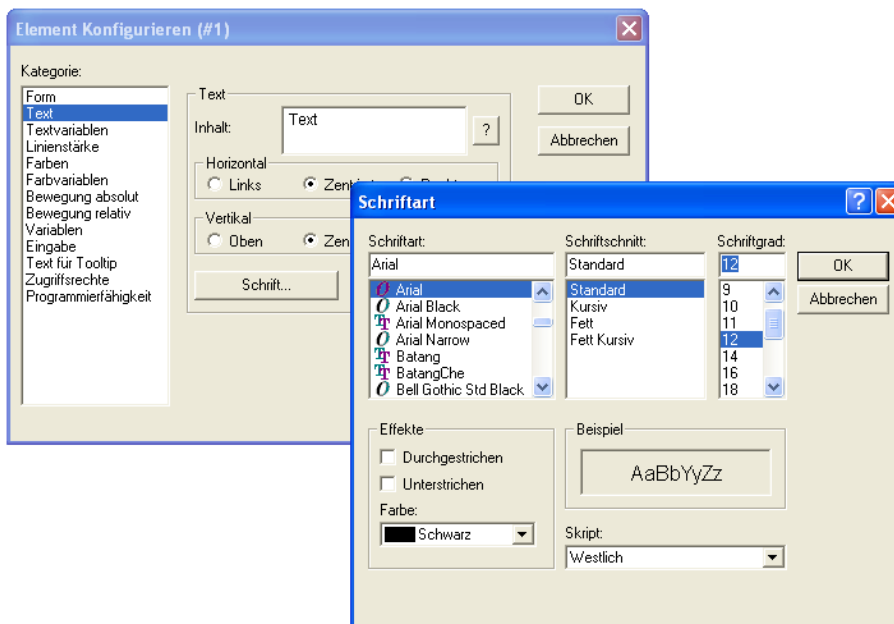 Element Konfigurieren (#1)
Kategorie:
Form
Text
Textvariablen
Linienstärke
Farben
Farbvariablen
Bewegung absolut
Bewegung relativ
Variablen
Eingabe
Text für Tooltip
Zugriffsrechte
Programmierfähigkeit
Text
Inhalt:
Text
?
Horizontal
Links
Vertikal
Oben
Zen
Schrift...
OK
Abbrechen
Schriftart
?
Schriftart:
Arial
Arial
Arial Black
Arial Monospaced
Arial Narrow
Batang
BatangChe
Bell Gothic Std Black
Schriftschnitt:
Standard
Standard
Kursiv
Fett
Fett Kursiv
Schriftgrad:
12
9
10
11
12
14
16
18
OK
Abbrechen
Effekte
Durchgestrichen
Unterstrichen
Farbe:
Schwarz
Beispiel
AaBbYyZz
Skript:
Westlich